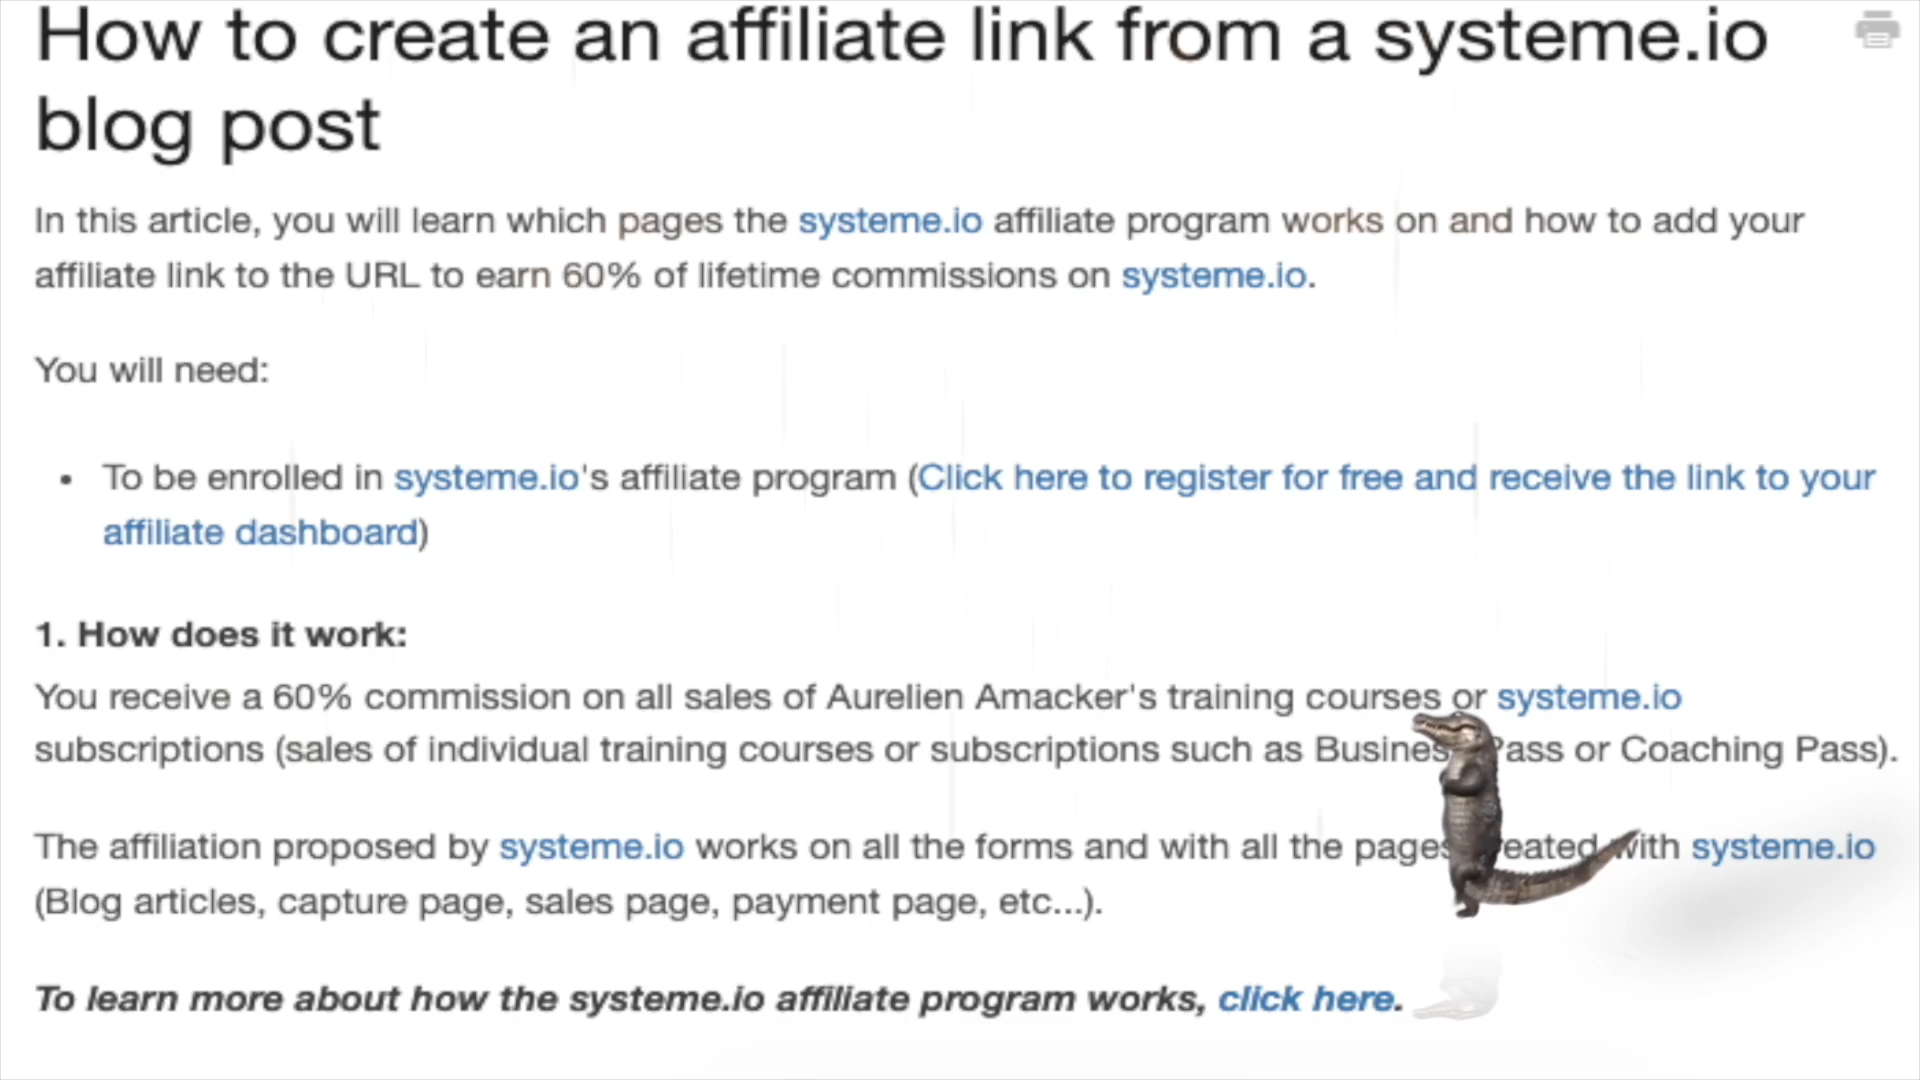 How to create an affiliate link from a systeme.io
blog post
In this article, you will learn which pages the systeme.io affiliate program works on and how to add your
affiliate link to the URL to earn 60% of lifetime commissions on systeme.io.
You will need:
• To be enrolled in systeme.io's affiliate program (Click here to register for free and receive the link to your
affiliate dashboard)
1. How does it work:
You receive a 60% commission on all sales of Aurelien Amacker's training courses or systeme.io
subscriptions (sales of individual training courses or subscriptions such as Busines Pass or Coaching Pass).
The affiliation proposed by systeme.io works on all the forms and with all the pages eated with systeme.io
(Blog articles, capture page, sales page, payment page, etc...).
To learn more about how the systeme.io affiliate program works, click here.